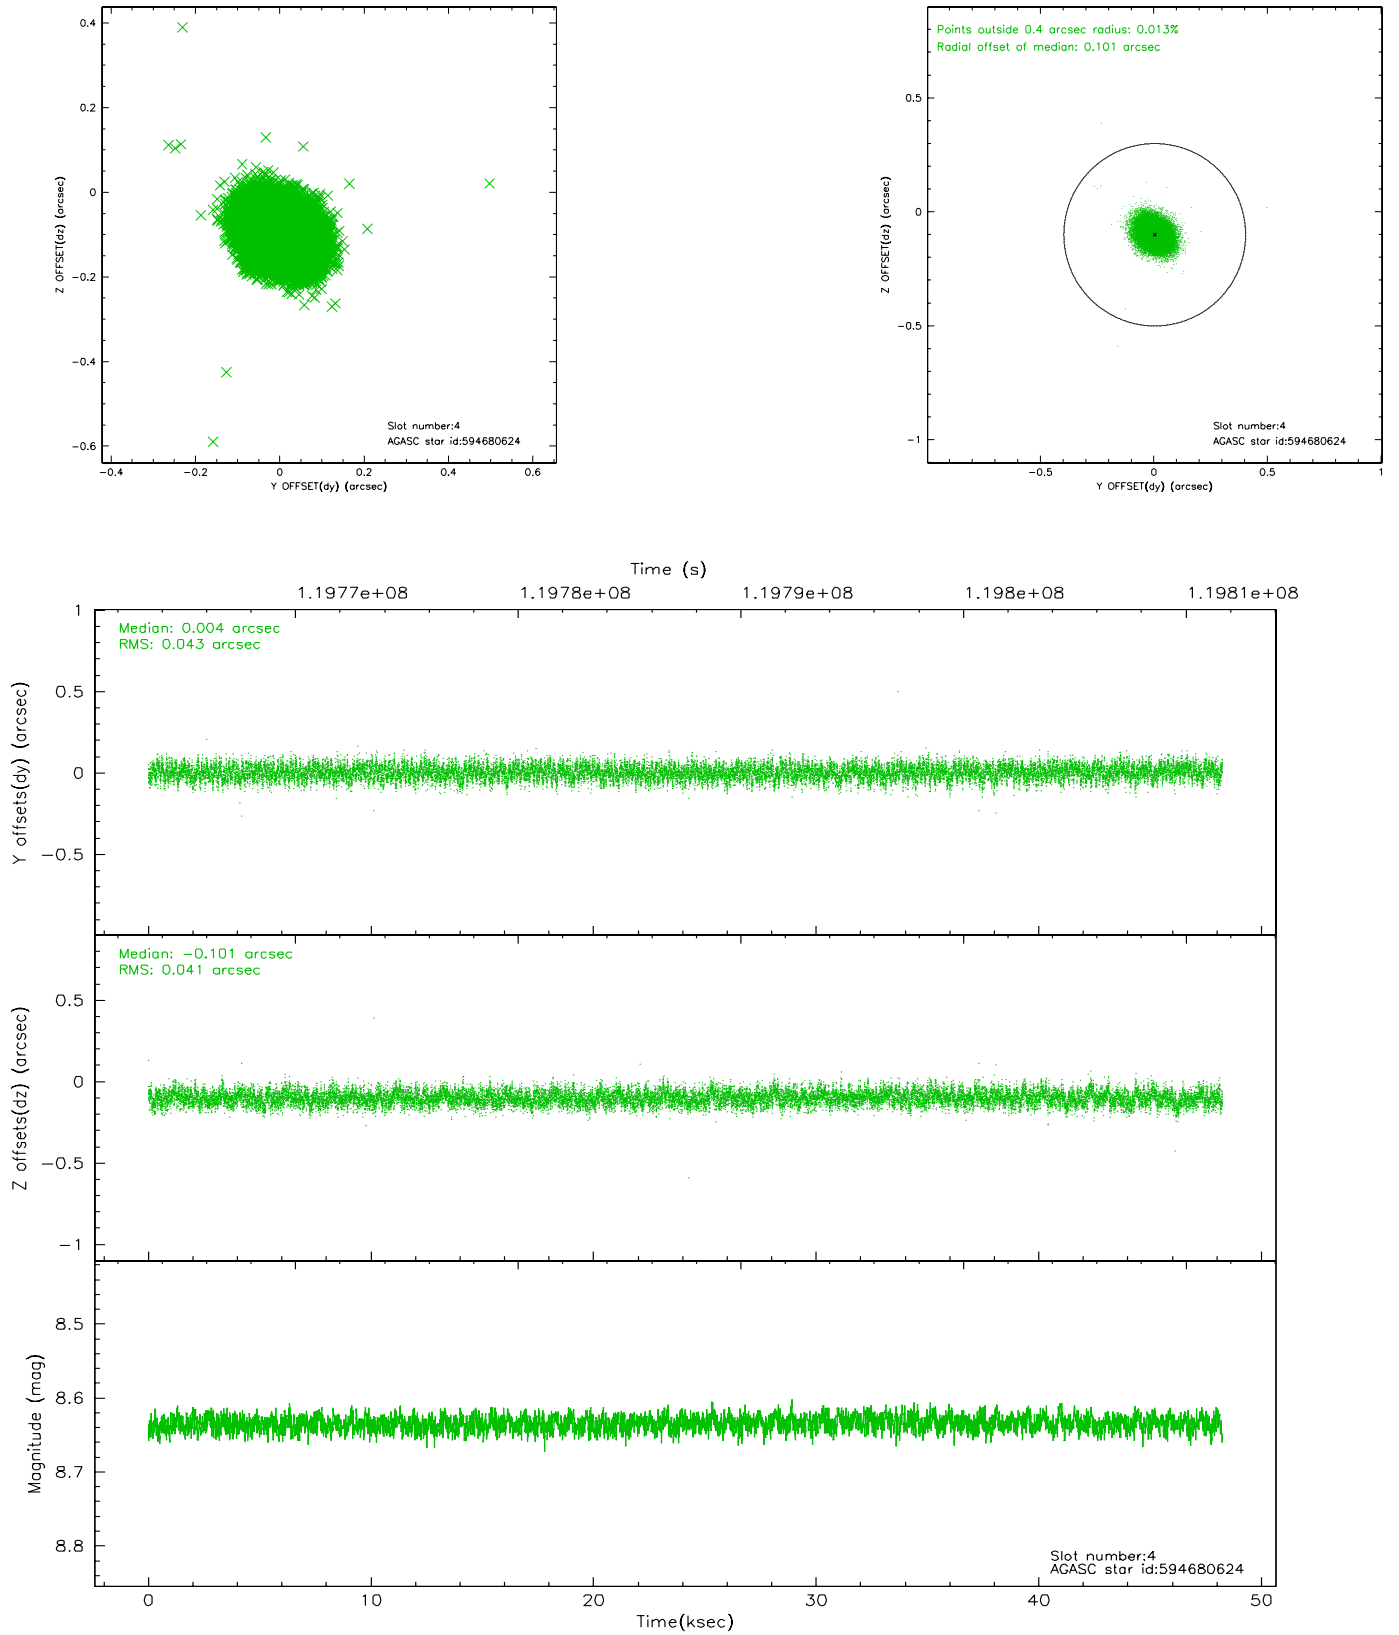 0.4
0.2
0
−0.2
−0.4
−0.6
Z OFFSET(dz) (arcsec)
Slot number:4
AGASC star id:594680624
−0.4 −0.2 0 0.2 0.4 0.6
Y OFFSET(dy) (arcsec)
Points outside 0.4 arcsec radius: 0.013%
Radial offset of median: 0.101 arcsec
0.5
0
−0.5
−1
Z OFFSET(dz) (arcsec)
Slot number:4
AGASC star id:594680624
−0.5 0 0.5 1
Y OFFSET(dy) (arcsec)
Time (s)
1.1977e+08 1.1978e+08 1.1979e+08 1.198e+08 1.1981e+08
Median: 0.004 arcsec
RMS: 0.043 arcsec
1
0.5
0
−0.5
Y offsets(dy) (arcsec)
Median: −0.101 arcsec
RMS: 0.041 arcsec
0.5
0
−0.5
−1
Z offsets(dz) (arcsec)
8.5
8.6
8.7
8.8
Magnitude (mag)
Slot number:4
AGASC star id:594680624
0 10 20 30 40 50
Time(ksec)